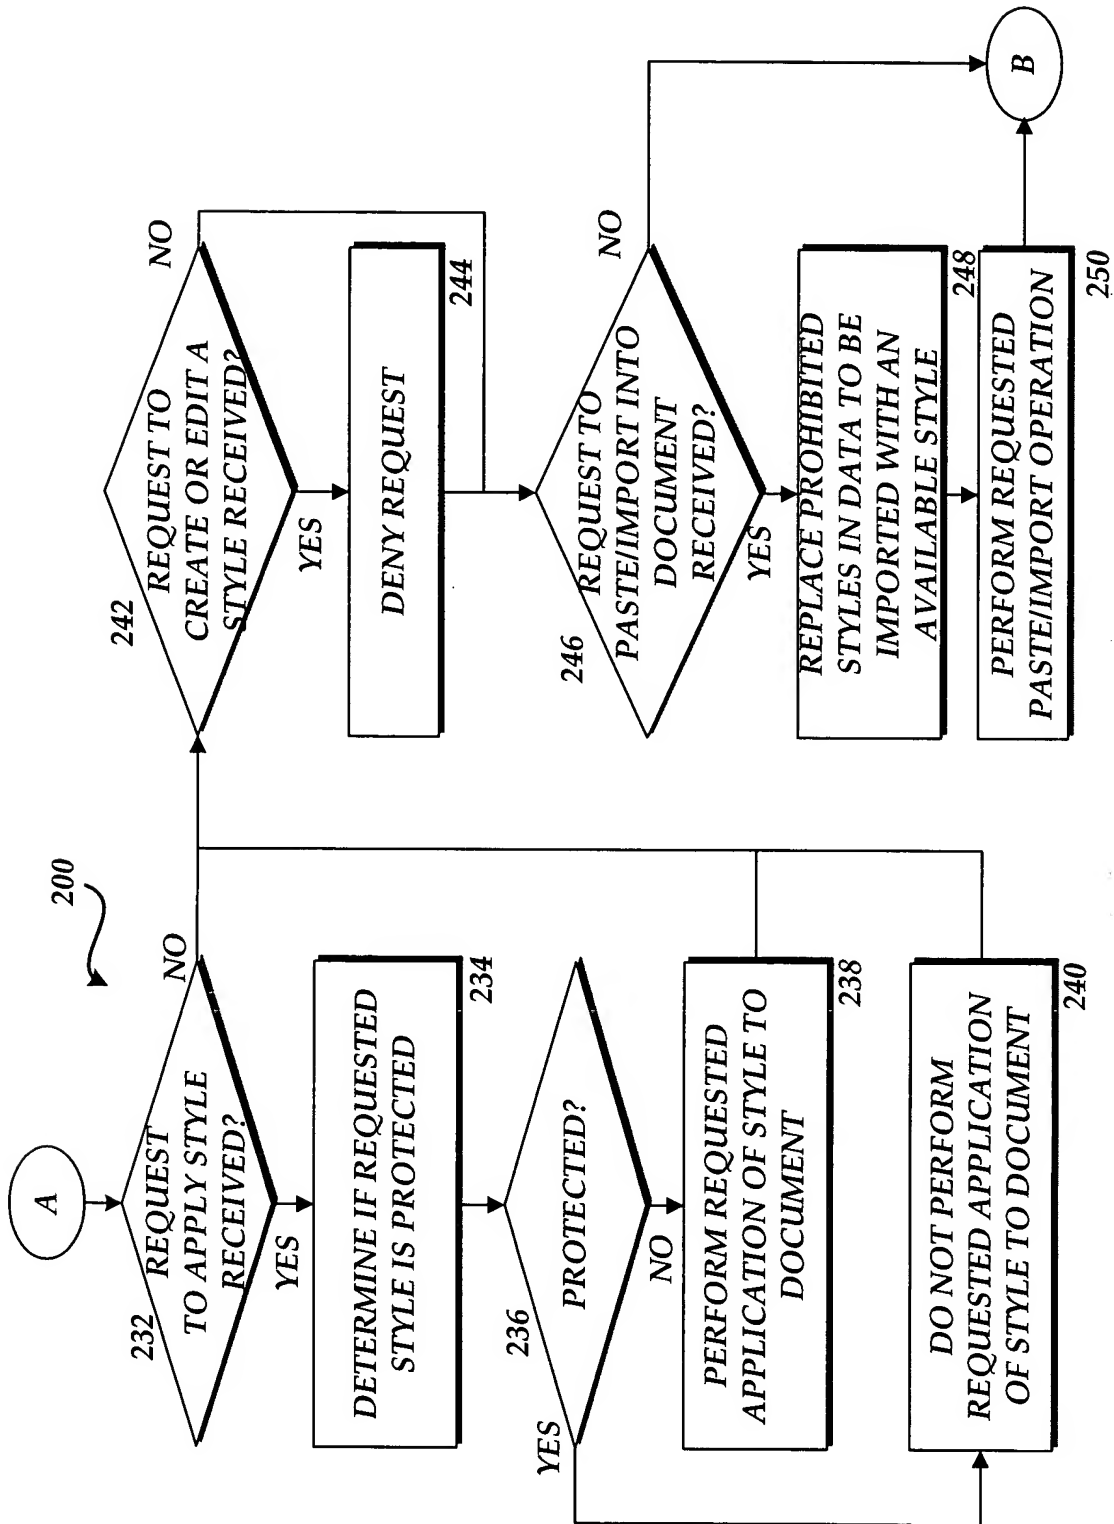 200
A
232
REQUEST
TO APPLY STYLE
RECEIVED?
NO
YES
DETERMINE IF REQUESTED
STYLE IS PROTECTED
234
236
PROTECTED?
YES
NO
PERFORM REQUESTED
APPLICATION OF STYLE TO
DOCUMENT
238
DO NOT PERFORM
REQUESTED APPLICATION
OF STYLE TO DOCUMENT
240
242
REQUEST TO
CREATE OR EDIT A
STYLE RECEIVED?
NO
YES
DENY REQUEST
244
246
REQUEST TO
PASTE/IMPORT INTO
DOCUMENT
RECEIVED?
NO
YES
REPLACE PROHIBITED
STYLES IN DATA TO BE
IMPORTED WITH AN
AVAILABLE STYLE
248
PERFORM REQUESTED
PASTE/IMPORT OPERATION
250
B